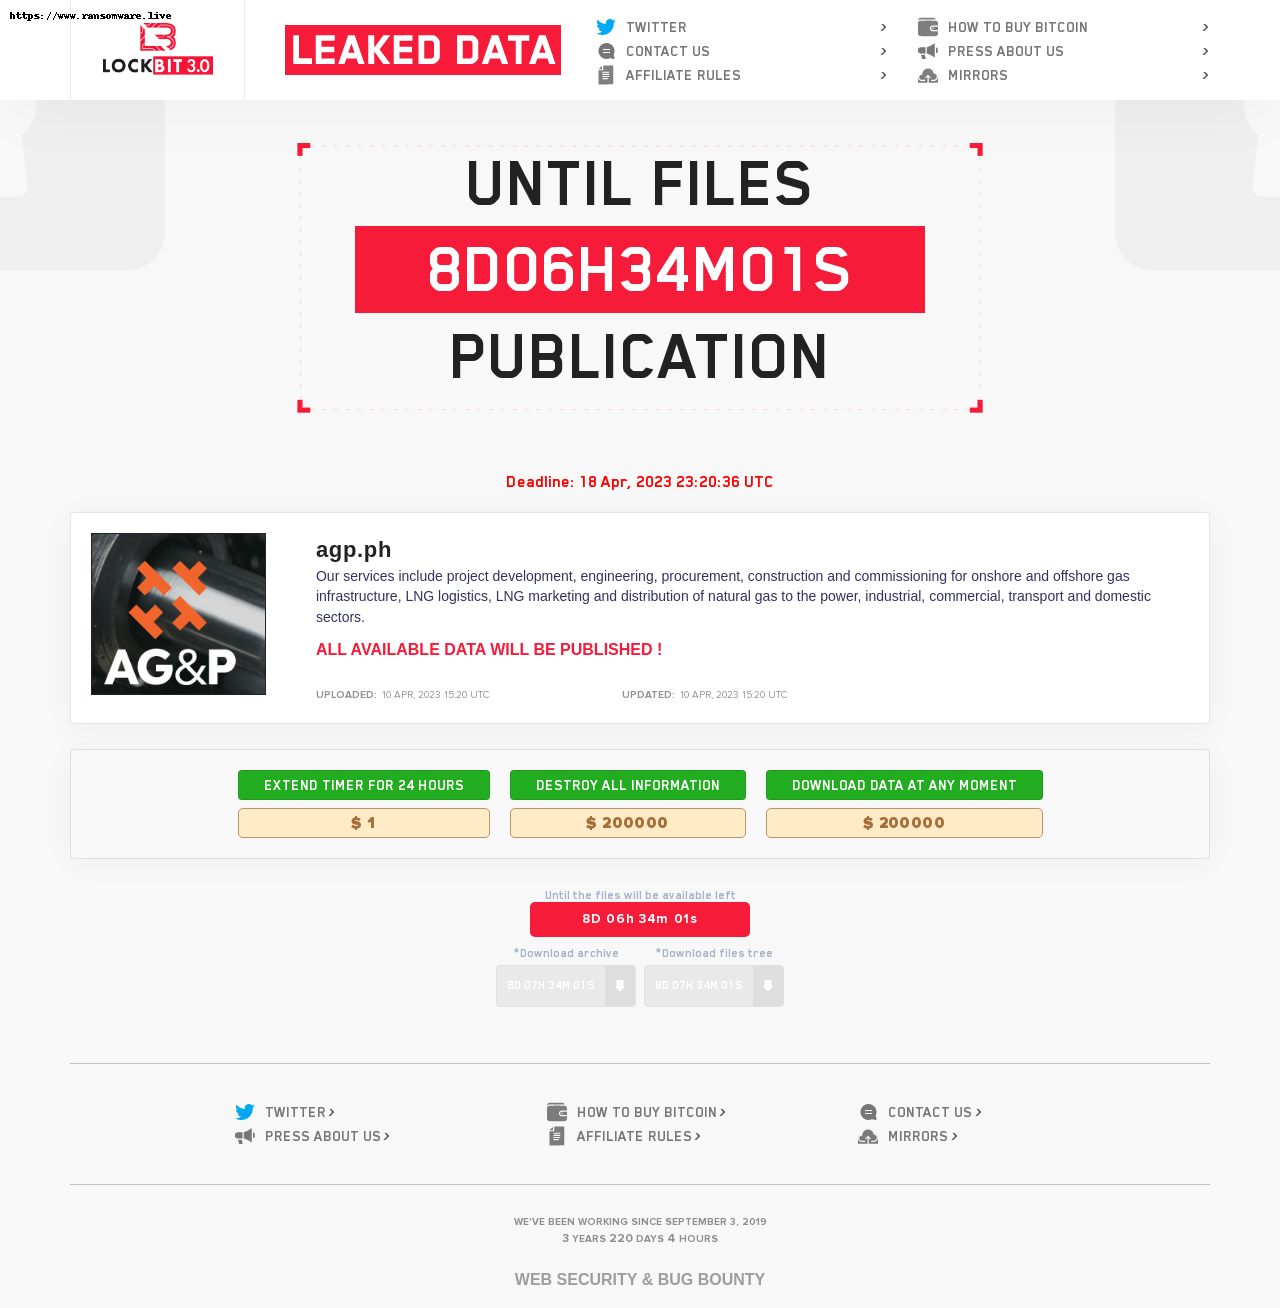 https://www.ransomware.live
LOCKBIT 3.0
LEAKED DATA
TWITTER
CONTACT US
AFFILIATE RULES
HOW TO BUY BITCOIN
PRESS ABOUT US
MIRRORS
UNTIL FILES
8D06H34M01S
PUBLICATION
Deadline: 18 Apr, 2023 23:20:36 UTC
AG&P
agp.ph
Our services include project development, engineering, procurement, construction and commissioning for onshore and offshore gas
infrastructure, LNG logistics, LNG marketing and distribution of natural gas to the power, industrial, commercial, transport and domestic
sectors.
ALL AVAILABLE DATA WILL BE PUBLISHED !
UPLOADED: 10 APR, 2023 15:20 UTC UPDATED: 10 APR, 2023 15:20 UTC
EXTEND TIMER FOR 24 HOURS DESTROY ALL INFORMATION DOWNLOAD DATA AT ANY MOMENT
$ 1 $ 200000 $ 200000
Until the files will be available left
8D 06h 34m 01s
*Download archive *Download files tree
8D 07H 34M 01S 8D 07H 34M 01S
TWITTER HOW TO BUY BITCOIN CONTACT US
PRESS ABOUT US AFFILIATE RULES MIRRORS
WE'VE BEEN WORKING SINCE SEPTEMBER 3, 2019
3 YEARS 220 DAYS 4 HOURS
WEB SECURITY & BUG BOUNTY